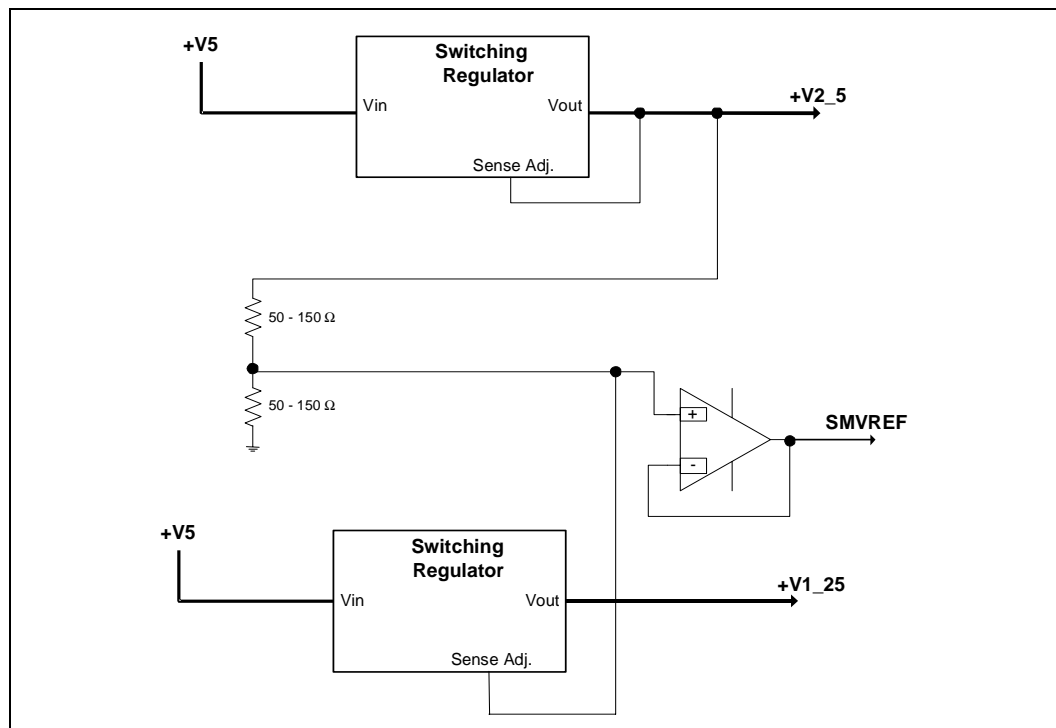 +V5
Switching
Regulator
Vin
Vout
+V2_5
Sense Adj.
50 - 150 Ω
50 - 150 Ω
+
-
SMVREF
+V5
Switching
Regulator
Vin
Vout
+V1_25
Sense Adj.